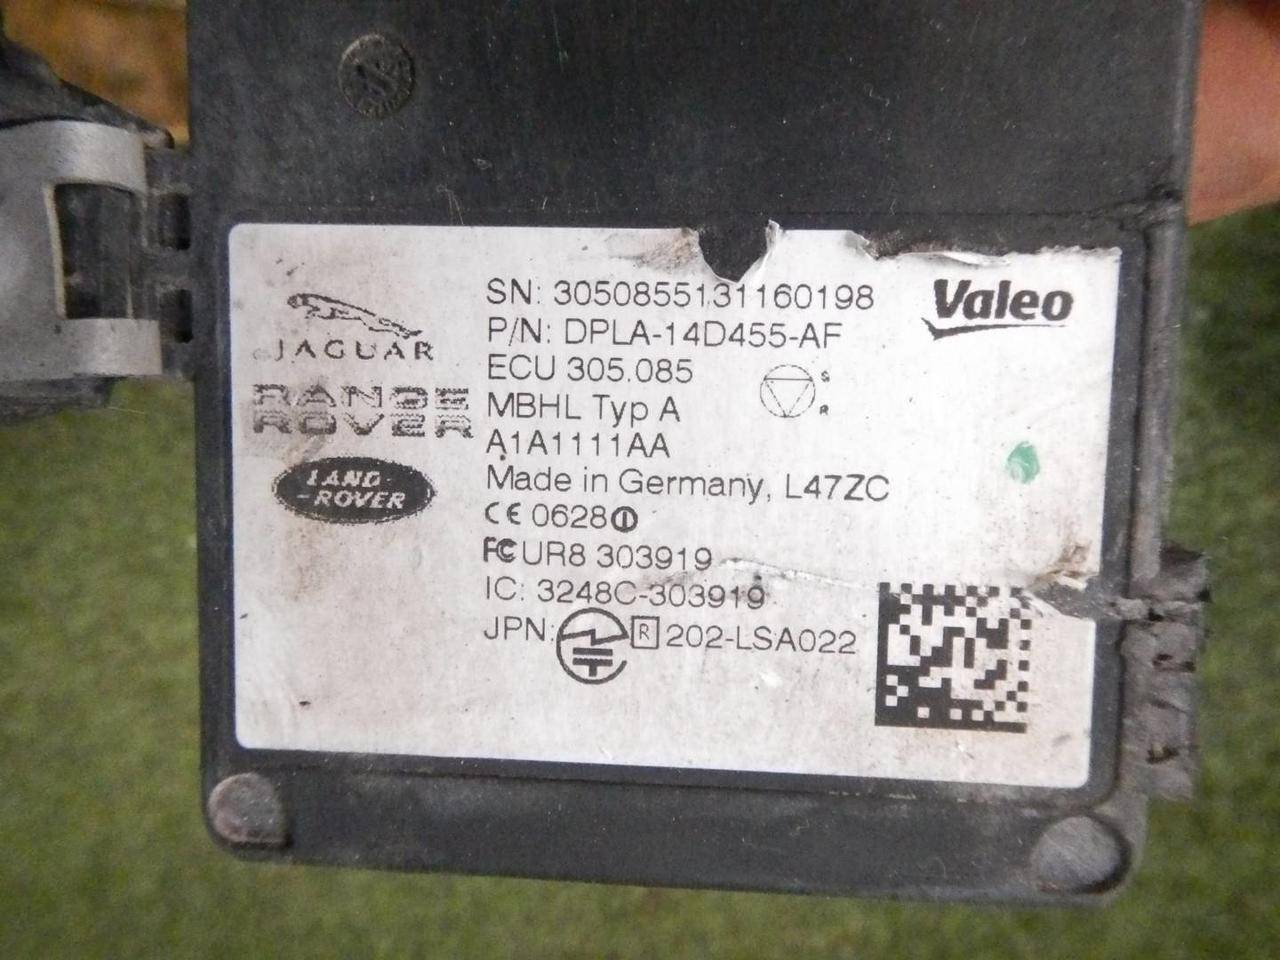 SN: 3050855131160198
Valeo
P/N: DPLA-14D455-AF
JAGUAR
ECU 305.085
S
R
RANGE
ROVER
MBHL Typ A
A1A1111AA
LAND-
-ROVER
Made in Germany, L47ZC
CE 0628
FC UR8 303919
IC: 3248C-303919
JPN: R 202-LSA022